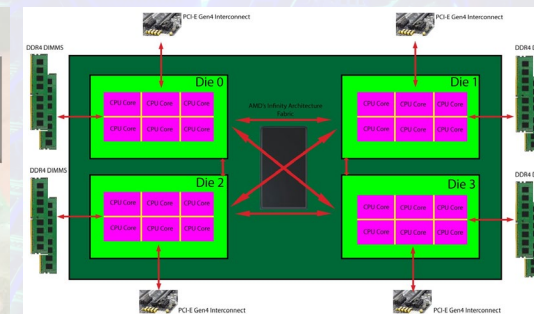 PCI-E Gen4 Interconnect
PCI-E Gen4 Interconnect
DDR4 DIMMS
DDR4 D
Die 0
CPU Core CPU Core CPU Core
CPU Core CPU Core CPU Core
AMD's Infinity Architecture
Fabric
Die 1
CPU Core CPU Core CPU Core
CPU Core CPU Core CPU Core
DDR4 DIMMS
DDR4 D
Die 2
CPU Core CPU Core CPU Core
CPU Core CPU Core CPU Core
Die 3
CPU Core CPU Core CPU Core
CPU Core CPU Core CPU Core
PCI-E Gen4 Interconnect
PCI-E Gen4 Interconnect